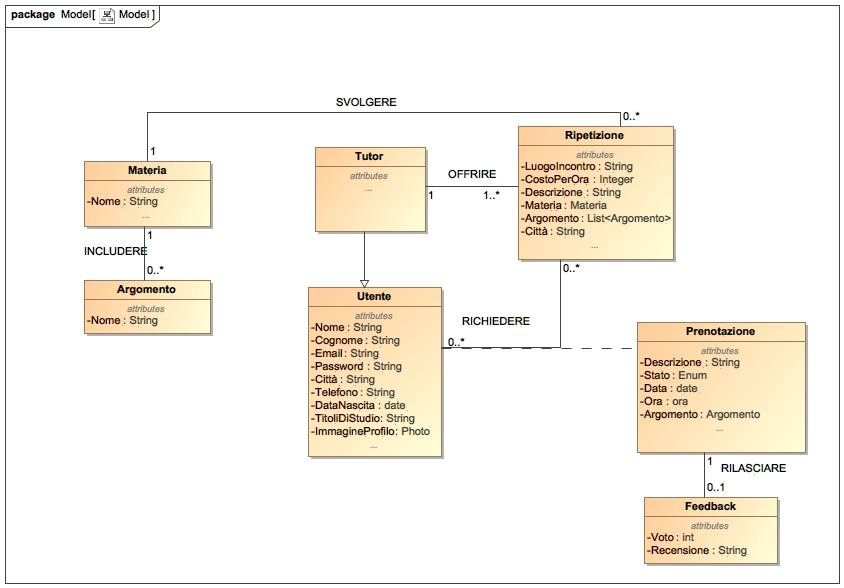 package Model[ Model ]
SVOLGERE
0..*
1
Ripetizione
attributes
-LuogoIncontro : String
-CostoPerOra : Integer
-Descrizione : String
-Materia : Materia
-Argomento : List<Argomento>
-Città : String
...
Tutor
attributes
...
OFFRIRE
1
1..*
Materia
attributes
-Nome : String
...
1
INCLUDERE
0..*
Argomento
attributes
-Nome : String
0..*
Utente
attributes
-Nome : String
-Cognome : String
-Email : String
-Password : String
-Città : String
-Telefono : String
-DataNascita : date
-TitoliDiStudio: String
-ImmagineProfilo: Photo
...
RICHIEDERE
0..*
Prenotazione
attributes
-Descrizione : String
-Stato : Enum
-Data : date
-Ora : ora
-Argomento : Argomento
...
1
RILASCIARE
0..1
Feedback
attributes
-Voto : int
-Recensione : String